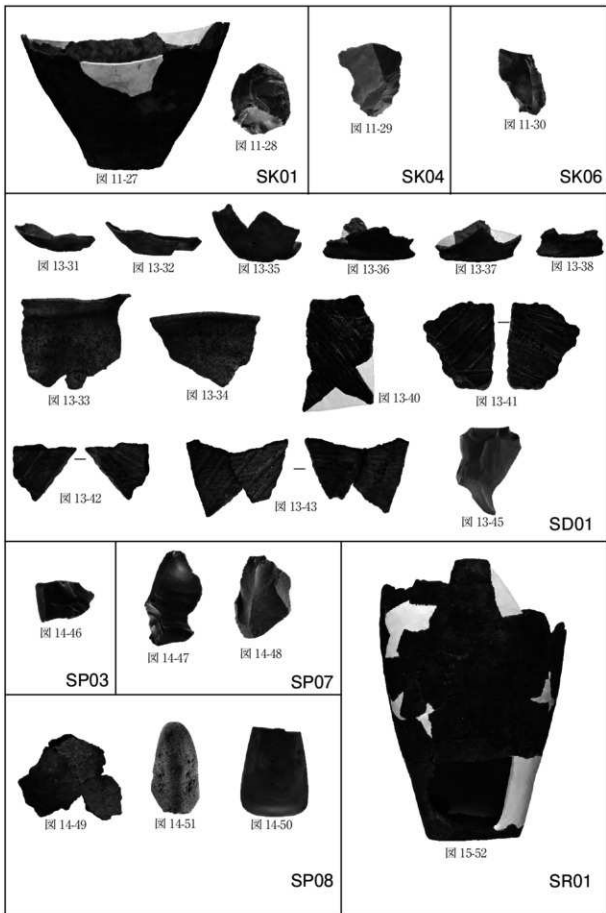 図 11-27
図 11-28
SK01
図 11-29
SK04
図 11-30
SK06
図 13-31
図 13-32
図 13-35
図 13-36
図 13-37
図 13-38
図 13-33
図 13-34
図 13-40
図 13-41
図 13-42
図 13-43
図 13-45
SD01
図 14-46
SP03
図 14-47
図 14-48
SP07
図 14-49
図 14-51
図 14-50
SP08
図 15-52
SR01